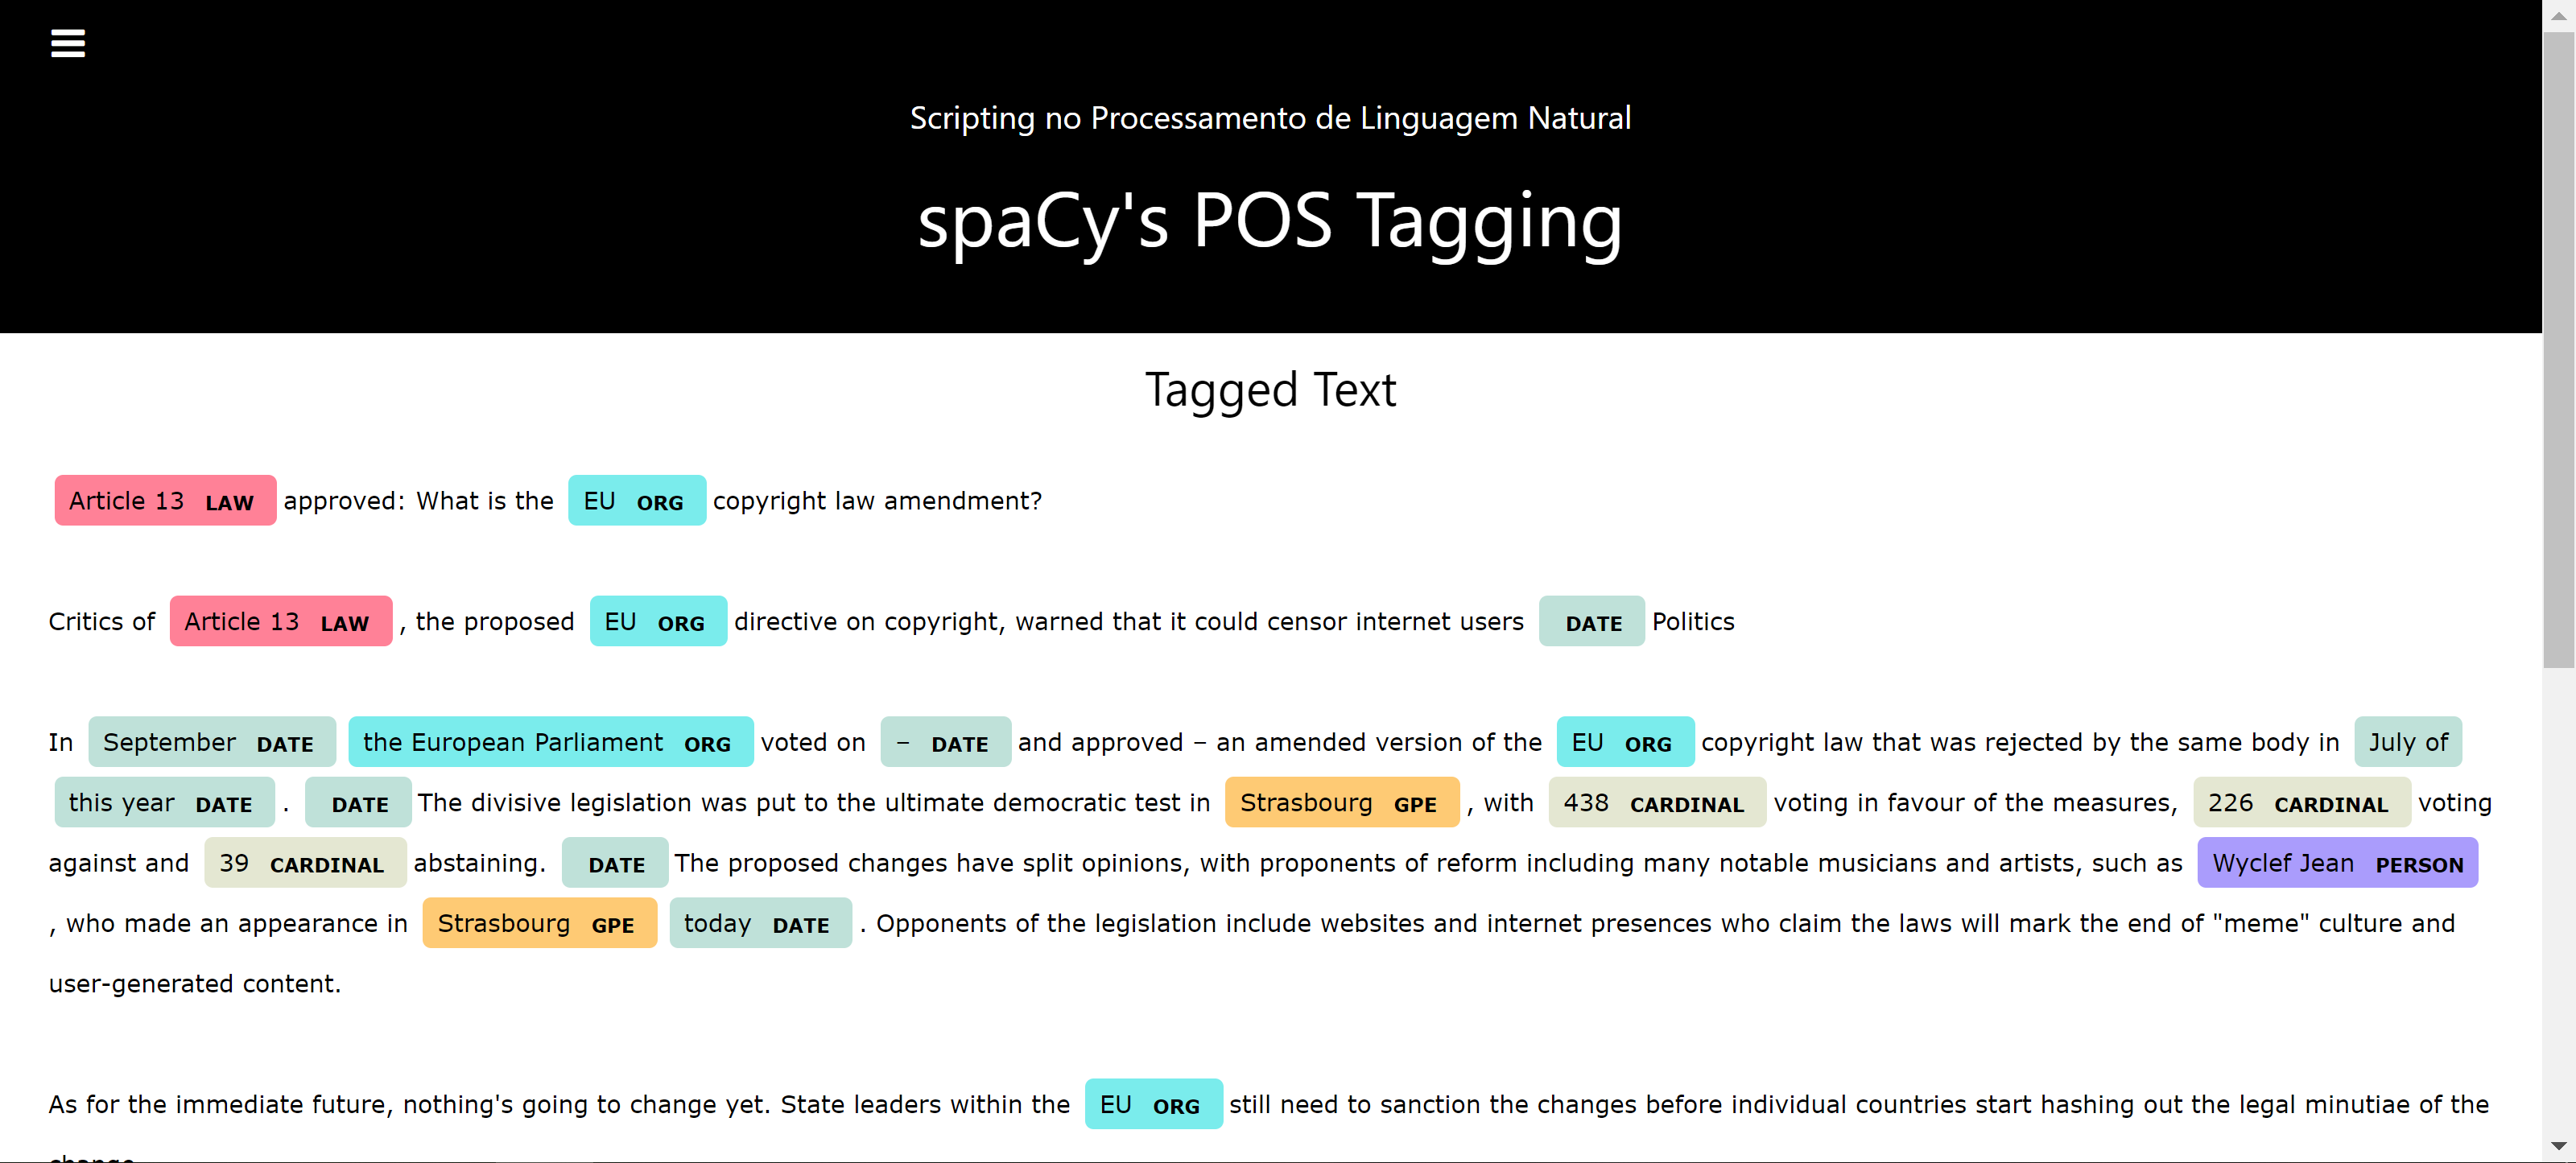 Scripting no Processamento de Linguagem Natural
spaCy's POS Tagging
Tagged Text
Article 13 LAW approved: What is the EU ORG copyright law amendment?
Critics of Article 13 LAW , the proposed EU ORG directive on copyright, warned that it could censor internet users DATE Politics
In September DATE the European Parliament ORG voted on – DATE and approved – an amended version of the EU ORG copyright law that was rejected by the same body in July of
this year DATE . DATE The divisive legislation was put to the ultimate democratic test in Strasbourg GPE , with 438 CARDINAL voting in favour of the measures, 226 CARDINAL voting
against and 39 CARDINAL abstaining. DATE The proposed changes have split opinions, with proponents of reform including many notable musicians and artists, such as Wyclef Jean PERSON
, who made an appearance in Strasbourg GPE today DATE . Opponents of the legislation include websites and internet presences who claim the laws will mark the end of "meme" culture and
user-generated content.
As for the immediate future, nothing's going to change yet. State leaders within the EU ORG still need to sanction the changes before individual countries start hashing out the legal minutiae of the